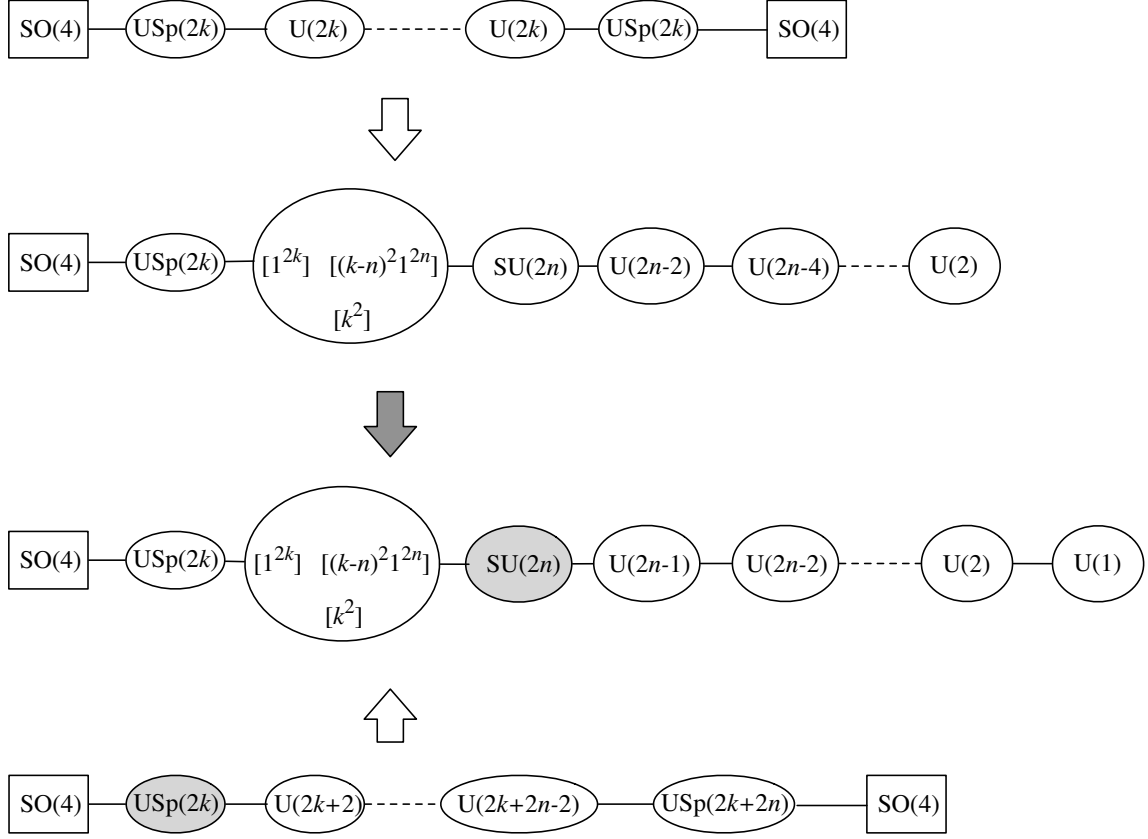 SO(4) USp(2k) U(2k) U(2k) USp(2k) SO(4)
SO(4) USp(2k) [1^{2k}] [(k-n)^2 1^{2n}] SU(2n) U(2n-2) U(2n-4) U(2)
[k^2]
SO(4) USp(2k) [1^{2k}] [(k-n)^2 1^{2n}] SU(2n) U(2n-1) U(2n-2) U(2) U(1)
[k^2]
SO(4) USp(2k) U(2k+2) U(2k+2n-2) USp(2k+2n) SO(4)